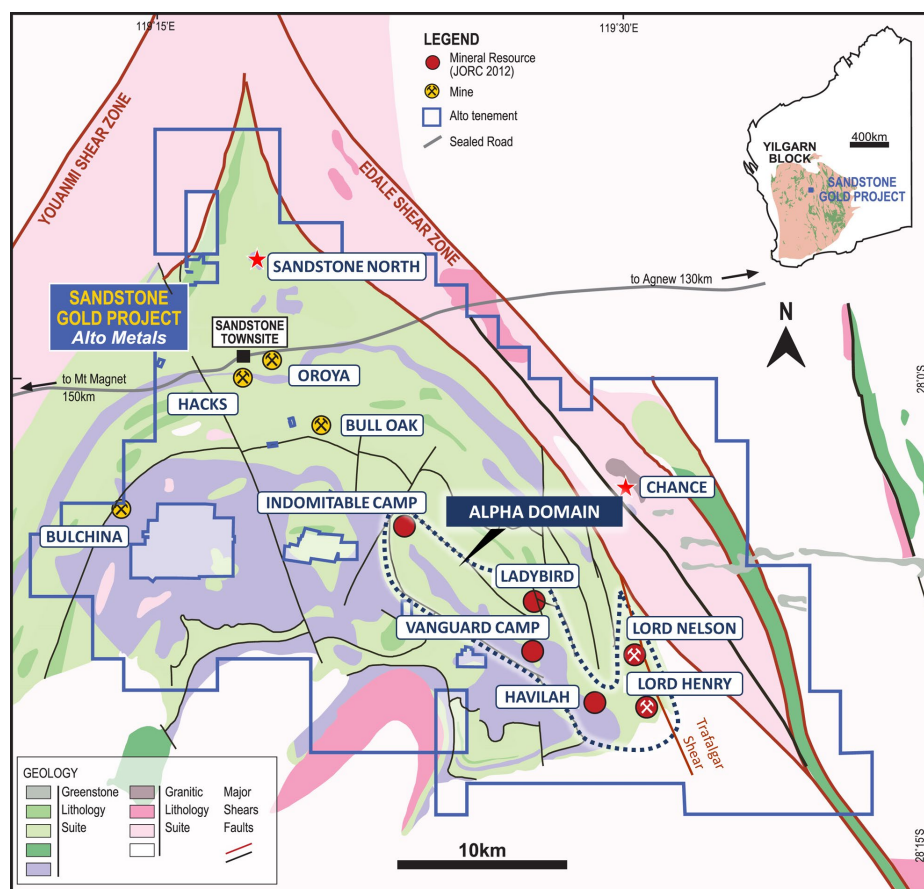 119°15'E
119°30'E
LEGEND
Mineral Resource
(JORC 2012)
Mine
Alto tenement
Sealed Road
400km
YILGARN
BLOCK
SANDSTONE
GOLD PROJECT
YOUANMI SHEAR ZONE
EDALE SHEAR ZONE
SANDSTONE NORTH
to Agnew 130km
SANDSTONE
GOLD PROJECT
Alto Metals
SANDSTONE
TOWNSITE
N
OROYA
to Mt Magnet
150km
28°0'S
HACKS
BULL OAK
CHANCE
INDOMITABLE CAMP
ALPHA DOMAIN
BULCHINA
LADYBIRD
VANGUARD CAMP
LORD NELSON
HAVILAH
LORD HENRY
Trafalgar
Shear
GEOLOGY
Greenstone
Lithology
Suite
Granitic
Lithology
Suite
Major
Shears
Faults
10km
28°15'S